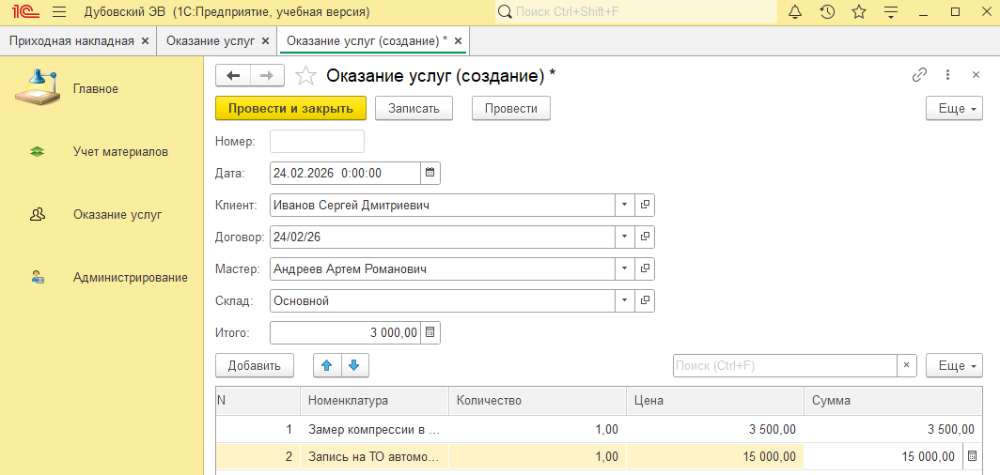 1С Дубовский ЭВ (1С:Предприятие, учебная версия) Поиск Ctrl+Shift+F
Приходная накладная × Оказание услуг × Оказание услуг (создание) * ×
Главное
Учет материалов
Оказание услуг
Администрирование
Оказание услуг (создание) *
Провести и закрыть Записать Провести Еще
Номер:
Дата: 24.02.2026 0:00:00
Клиент: Иванов Сергей Дмитриевич
Договор: 24/02/26
Мастер: Андреев Артем Романович
Склад: Основной
Итого: 3 000,00
Добавить Поиск (Ctrl+F) × Еще
N Номенклатура Количество Цена Сумма
1 Замер компрессии в ... 1,00 3 500,00 3 500,00
2 Запись на ТО автомо... 1,00 15 000,00 15 000,00